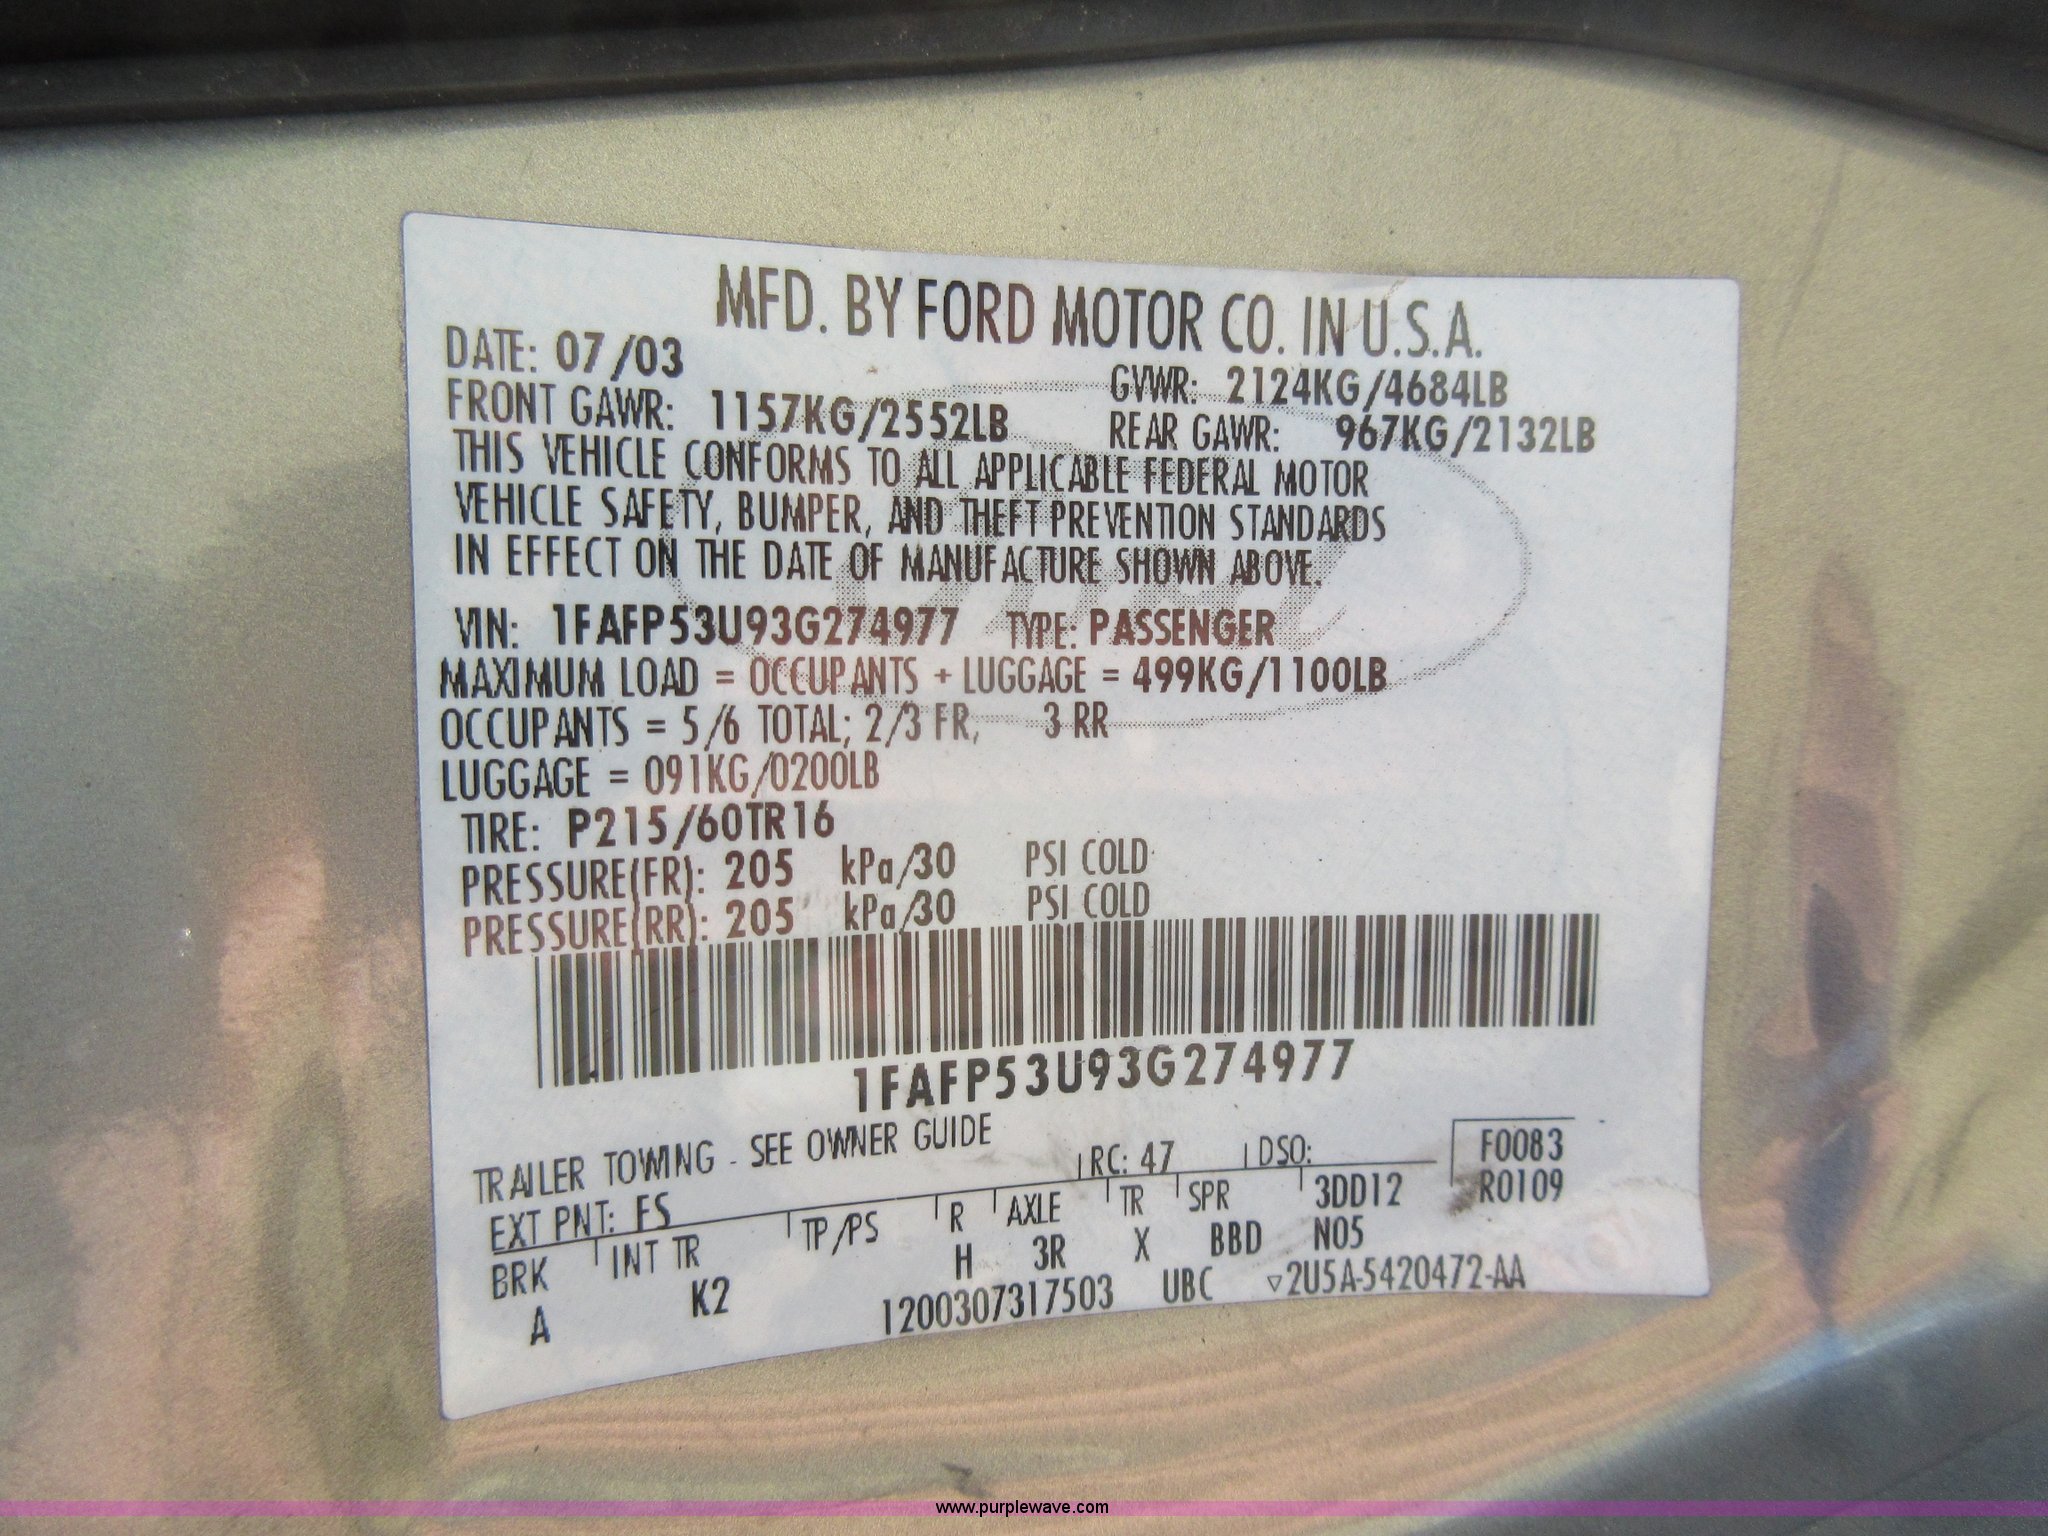 MFD. BY FORD MOTOR CO. IN U.S.A.
DATE: 07/03
GVWR: 2124KG/4684LB
FRONT GAWR: 1157KG/2552LB
REAR GAWR: 967KG/2132LB
THIS VEHICLE CONFORMS TO ALL APPLICABLE FEDERAL MOTOR
VEHICLE SAFETY, BUMPER, AND THEFT PREVENTION STANDARDS
IN EFFECT ON THE DATE OF MANUFACTURE SHOWN ABOVE.
VIN: 1FAFP53U93G274977 TYPE: PASSENGER
MAXIMUM LOAD = OCCUPANTS + LUGGAGE = 499KG/1100LB
OCCUPANTS = 5/6 TOTAL; 2/3 FR, 3 RR
LUGGAGE = 091KG/0200LB
TIRE: P215/60TR16
PRESSURE(FR): 205 kPa/30 PSI COLD
PRESSURE(RR): 205 kPa/30 PSI COLD
1FAFP53U93G274977
TRAILER TOWING - SEE OWNER GUIDE
EXT PNT: FS RC: 47 DSO: F0083
R0109
BRK INT TR TP/PS R AXLE TR SPR 3DD12
A K2 H 3R X BBD N05
1200307317503 UBC ▽2U5A-5420472-AA
www.purplewave.com